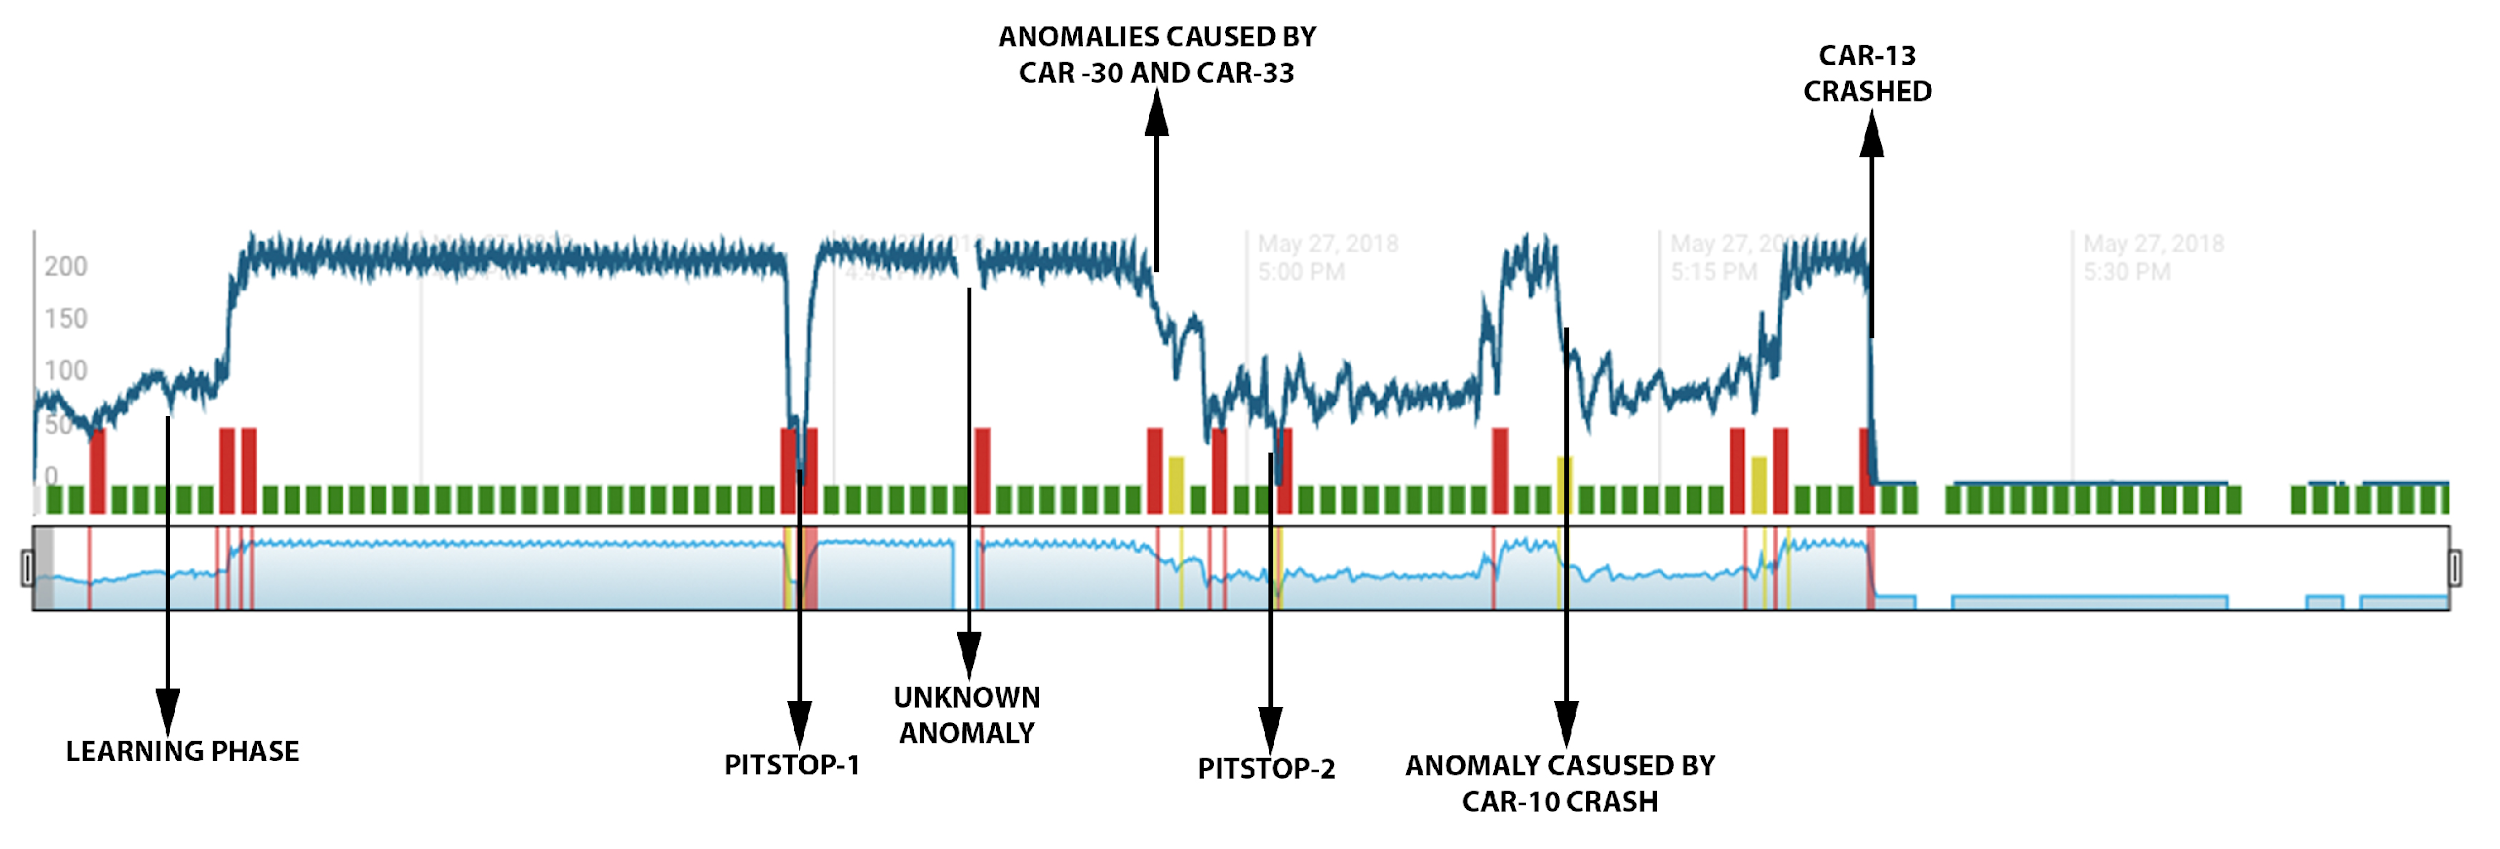 ANOMALIES CAUSED BY
CAR -30 AND CAR-33
CAR-13
CRASHED
200
150
100
50
0
May 27, 2018
5:00 PM
May 27, 20
5:15 PM
May 27, 2018
5:30 PM
LEARNING PHASE
PITSTOP-1
UNKNOWN
ANOMALY
PITSTOP-2
ANOMALY CASUSED BY
CAR-10 CRASH